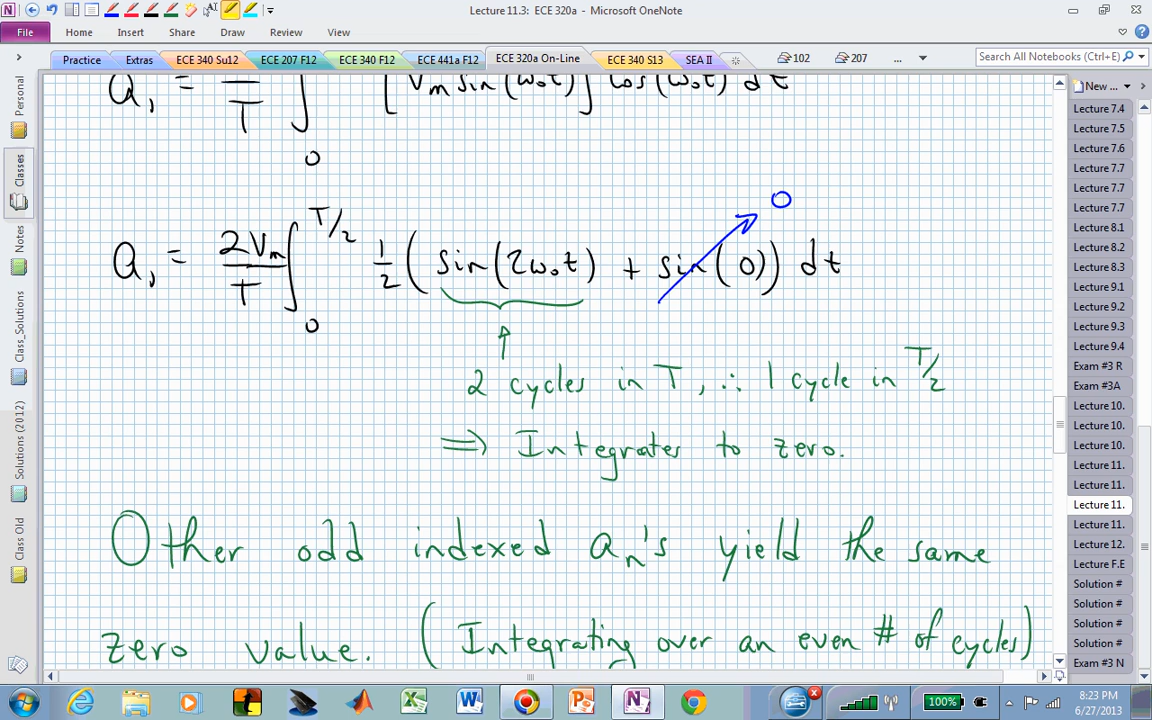 Lecture 11.3: ECE 320a - Microsoft OneNote
File Home Insert Share Draw Review View
Practice Extras ECE 340 Su12 ECE 207 F12 ECE 340 F12 ECE 441a F12 ECE 320a On-Line ECE 340 S13 SEA II 102 207 ... Search All Notebooks (Ctrl+E)
Personal
Classes
Notes
Class_Solutions
Solutions (2012)
Class Old
a₁ = — T ∫ 0 [Vm sin(ω₀t)] cos(ω₀t) dt
a₁ = 2Vm/T ∫ 0 T/2 1/2 (sin(2ω₀t) + sin(0)) dt
0
2 cycles in T, ∴ 1 cycle in T/2
⇒ Integrates to zero.
Other odd indexed aₙ's yield the same
zero value. (Integrating over an even # of cycles)
New ...
Lecture 7.4
Lecture 7.5
Lecture 7.6
Lecture 7.7
Lecture 7.7
Lecture 7.7
Lecture 8.1
Lecture 8.2
Lecture 8.3
Lecture 9.1
Lecture 9.2
Lecture 9.3
Lecture 9.4
Exam #3 R
Exam #3A
Lecture 10.
Lecture 10.
Lecture 10.
Lecture 11.
Lecture 11.
Lecture 11.
Lecture 11.
Lecture 12.
Lecture F.E
Solution #
Solution #
Solution #
Solution #
Exam #3 N
100%
8:23 PM
6/27/2013